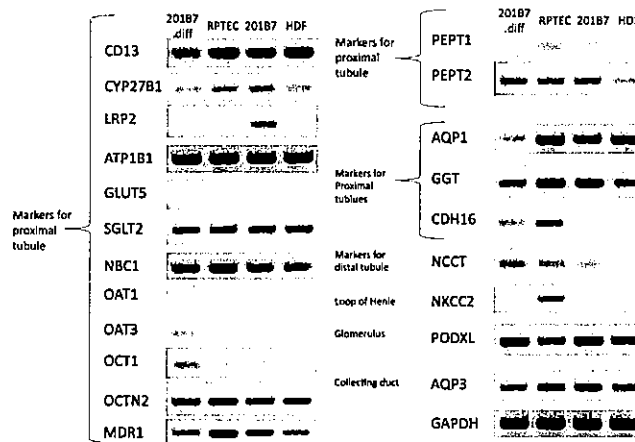 201B7 .diff RPTEC 201B7 HDF
CD13
CYP27B1
LRP2
ATP1B1
GLUT5
Markers for proximal tubule
SGLT2
NBC1
OAT1
OAT3
OCT1
OCTN2
MDR1
201B7 .diff RPTEC 201B7
Markers for proximal tubule
PEPT1
PEPT2
AQP1
Markers for Proximal tublues
GGT
CDH16
Markers for distal tubule
NCCT
Loop of Henle
NKCC2
Glomerulus
PODXL
Collecting duct
AQP3
GAPDH